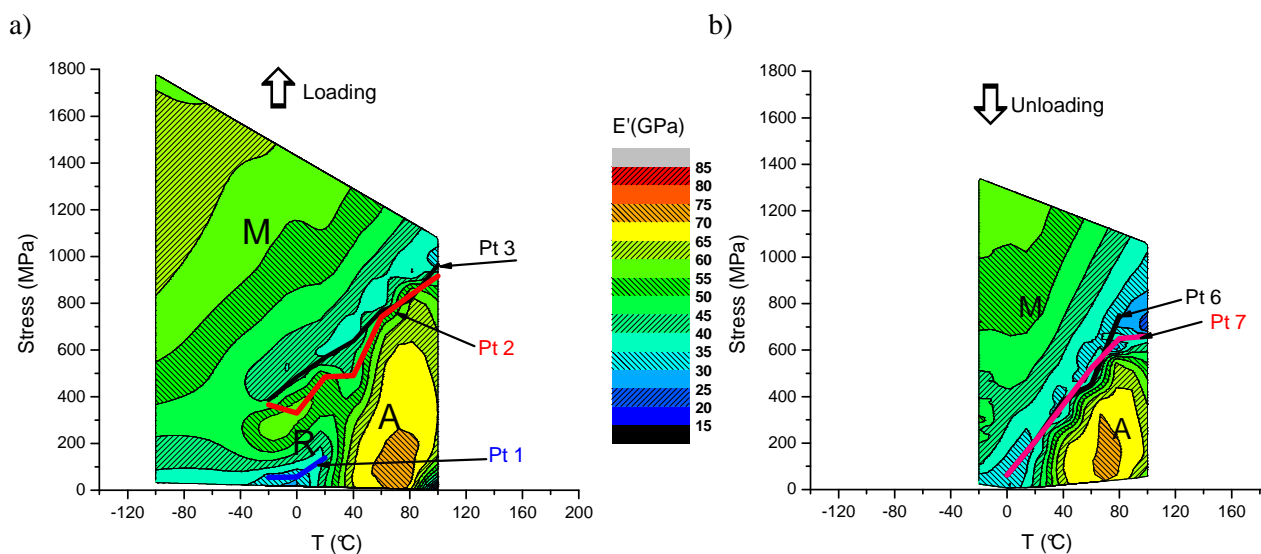 a)
b)
Loading
1800
1600
1400
1200
1000
800
600
400
200
0
Stress (MPa)
-120
-80
-40
0
40
80
120
160
200
T (°C)
M
R
A
Pt 3
Pt 2
Pt 1
E'(GPa)
85
80
75
70
65
60
55
50
45
40
35
30
25
20
15
Unloading
1800
1600
1400
1200
1000
800
600
400
200
0
Stress (MPa)
-120
-80
-40
0
40
80
120
160
T (°C)
M
A
Pt 6
Pt 7